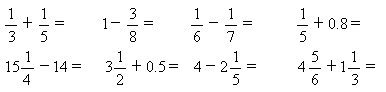 1/3 + 1/5 = 1 − 3/8 = 1/6 − 1/7 = 1/5 + 0.8 =
15 1/4 − 14 = 3 1/2 + 0.5 = 4 − 2 1/5 = 4 5/6 + 1 1/3 =